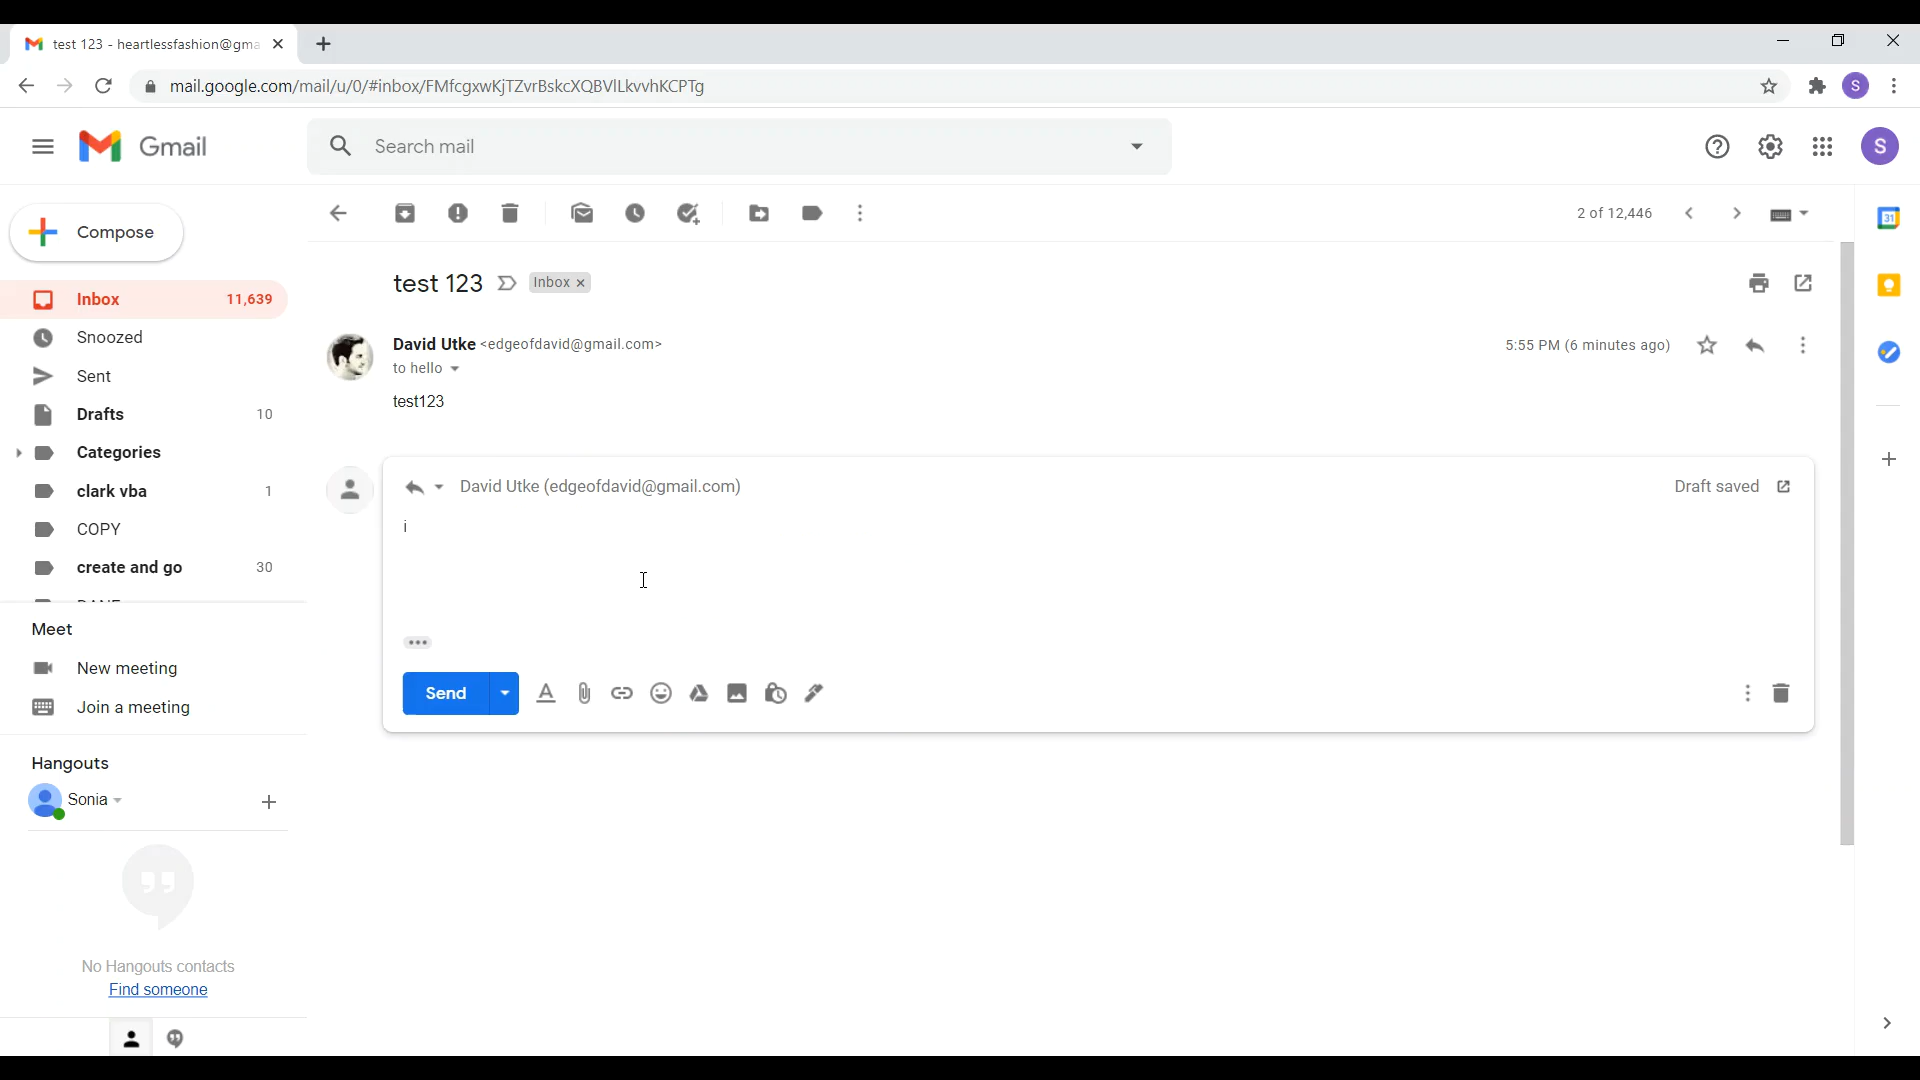 test 123 - heartlessfashion@gma
mail.google.com/mail/u/0/#inbox/FMfcgxwKjTZvrBskcXQBVlLkvvhKCPTg
S
Gmail
Search mail
S
Compose
2 of 12,446
31
test 123
Inbox
Inbox 11,639
Snoozed
Sent
Drafts 10
Categories
clark vba 1
COPY
create and go 30
David Utke <edgeofdavid@gmail.com>
5:55 PM (6 minutes ago)
to hello
test123
David Utke (edgeofdavid@gmail.com)
Draft saved
i
Send
Meet
New meeting
Join a meeting
Hangouts
Sonia
No Hangouts contacts
Find someone